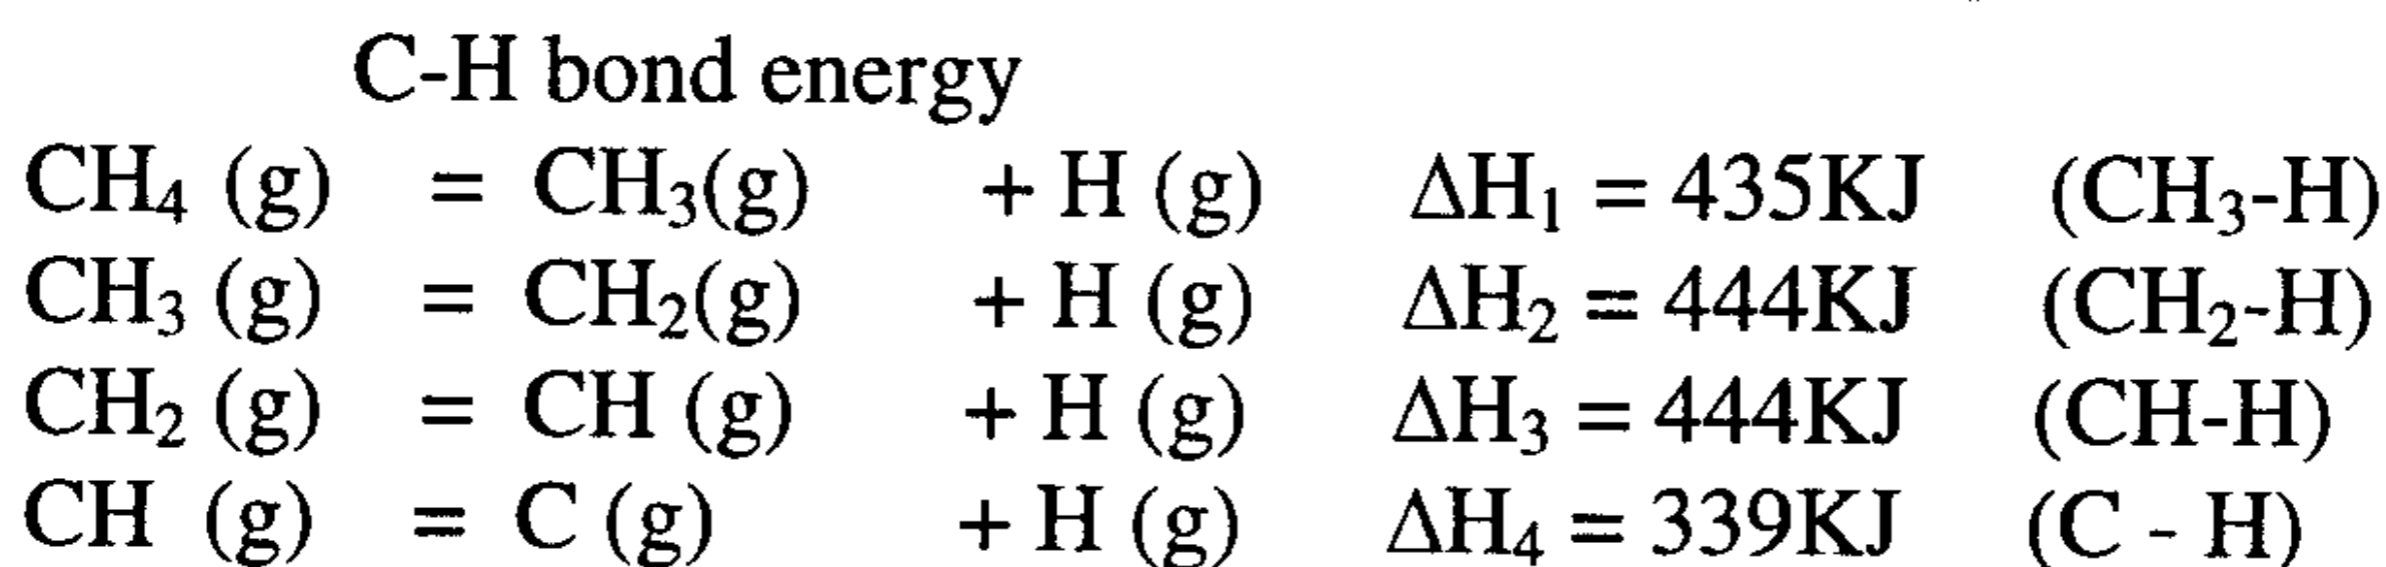 C-H bond energy
CH₄ (g) = CH₃(g) + H (g) ΔH₁ = 435KJ (CH₃-H)
CH₃ (g) = CH₂(g) + H (g) ΔH₂ = 444KJ (CH₂-H)
CH₂ (g) = CH (g) + H (g) ΔH₃ = 444KJ (CH-H)
CH (g) = C (g) + H (g) ΔH₄ = 339KJ (C - H)